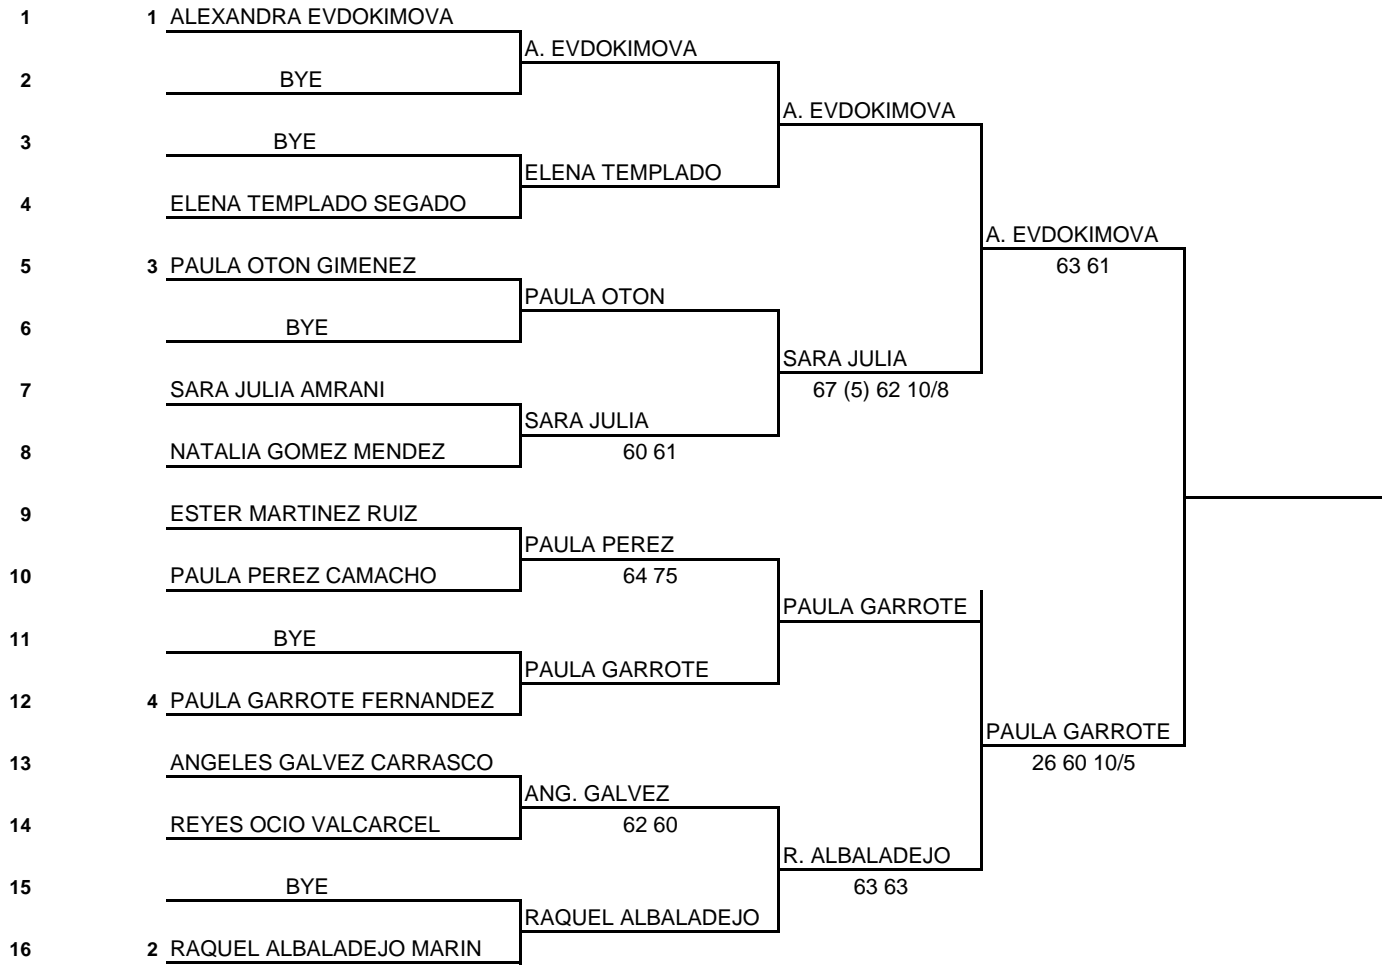 1 1 ALEXANDRA EVDOKIMOVA
A. EVDOKIMOVA
2 BYE
A. EVDOKIMOVA
3 BYE
ELENA TEMPLADO
4 ELENA TEMPLADO SEGADO
A. EVDOKIMOVA
5 3 PAULA OTON GIMENEZ 63 61
PAULA OTON
6 BYE
SARA JULIA
7 SARA JULIA AMRANI 67 (5) 62 10/8
SARA JULIA
8 NATALIA GOMEZ MENDEZ 60 61
9 ESTER MARTINEZ RUIZ
PAULA PEREZ
10 PAULA PEREZ CAMACHO 64 75
PAULA GARROTE
11 BYE
PAULA GARROTE
12 4 PAULA GARROTE FERNANDEZ
PAULA GARROTE
13 ANGELES GALVEZ CARRASCO 26 60 10/5
ANG. GALVEZ
14 REYES OCIO VALCARCEL 62 60
R. ALBALADEJO
15 BYE 63 63
RAQUEL ALBALADEJO
16 2 RAQUEL ALBALADEJO MARIN